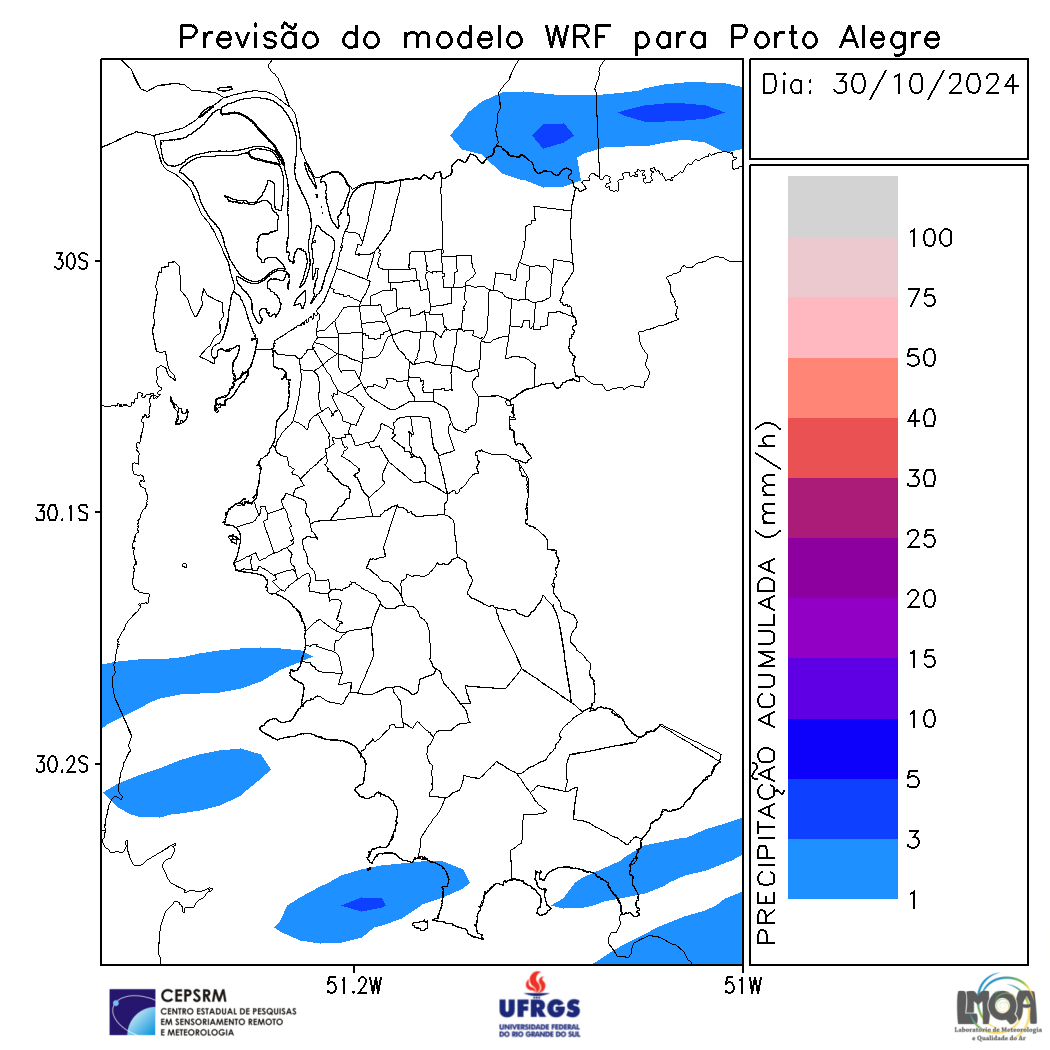 Previsão do modelo WRF para Porto Alegre
Dia: 30/10/2024
30S
30.1S
30.2S
51.2W
51W
PRECIPITAÇÃO ACUMULADA (mm/h)
100
75
50
40
30
25
20
15
10
5
3
1
CEPSRM
CENTRO ESTADUAL DE PESQUISAS
EM SENSORIAMENTO REMOTO
E METEOROLOGIA
UFRGS
UNIVERSIDADE FEDERAL
DO RIO GRANDE DO SUL
LMQA
Laboratório de Meteorologia
e Qualidade do Ar